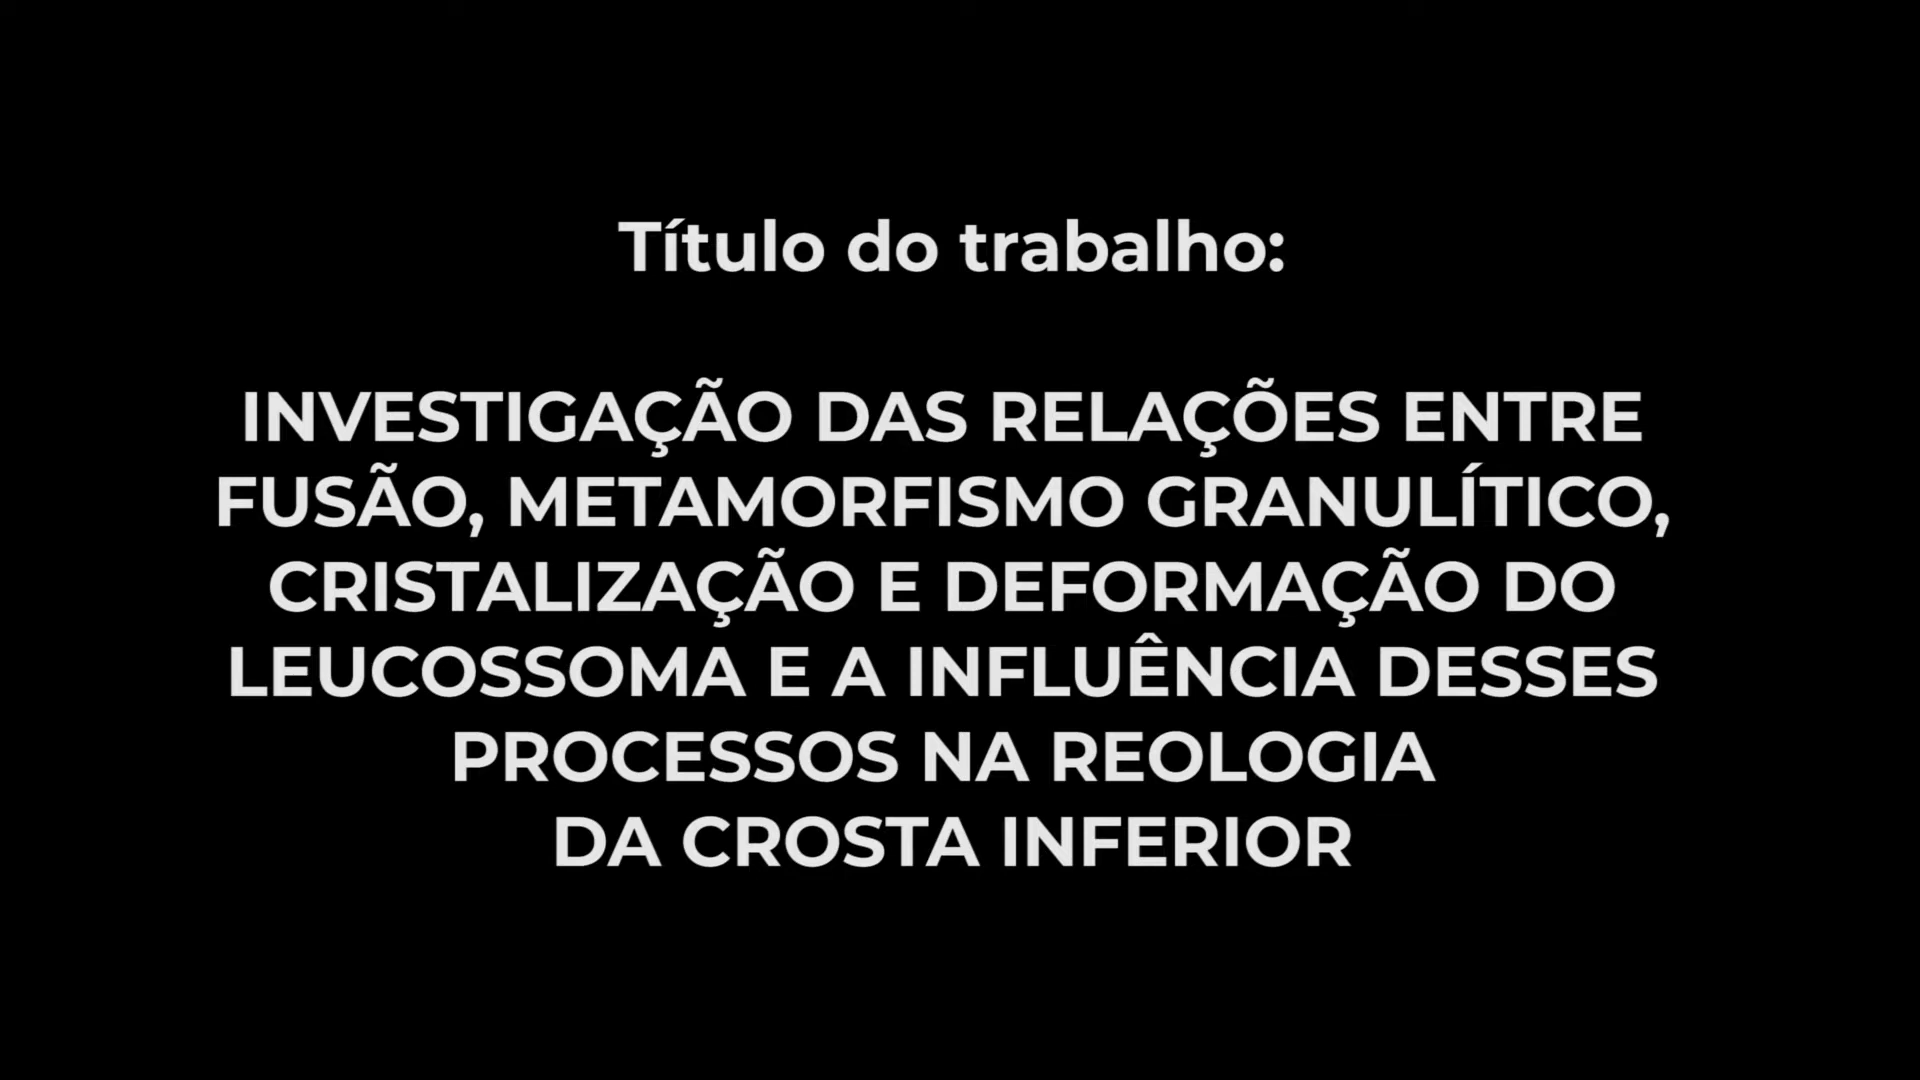 Título do trabalho:
INVESTIGAÇÃO DAS RELAÇÕES ENTRE
FUSÃO, METAMORFISMO GRANULÍTICO,
CRISTALIZAÇÃO E DEFORMAÇÃO DO
LEUCOSSOMA E A INFLUÊNCIA DESSES
PROCESSOS NA REOLOGIA
DA CROSTA INFERIOR